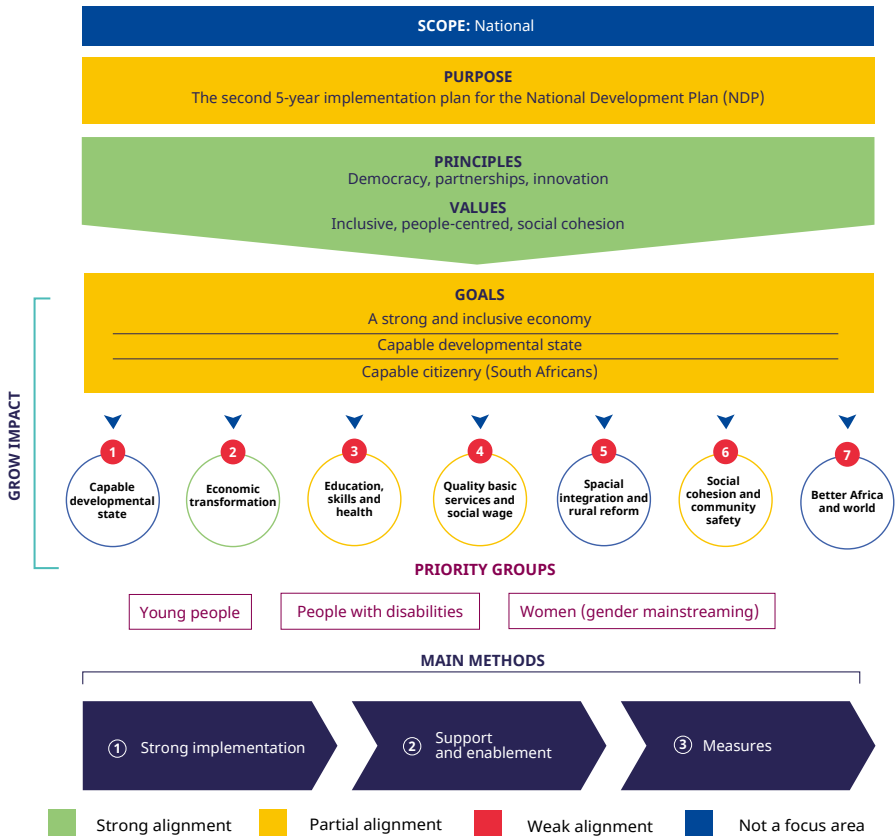 SCOPE: National
PURPOSE
The second 5-year implementation plan for the National Development Plan (NDP)
PRINCIPLES
Democracy, partnerships, innovation
VALUES
Inclusive, people-centred, social cohesion
GOALS
A strong and inclusive economy
Capable developmental state
Capable citizenry (South Africans)
GROW IMPACT
1
Capable
developmental
state
2
Economic
transformation
3
Education,
skills and
health
4
Quality basic
services and
social wage
5
Spacial
integration and
rural reform
6
Social
cohesion and
community
safety
7
Better Africa
and world
PRIORITY GROUPS
Young people
People with disabilities
Women (gender mainstreaming)
MAIN METHODS
1 Strong implementation
2 Support
and enablement
3 Measures
Strong alignment
Partial alignment
Weak alignment
Not a focus area